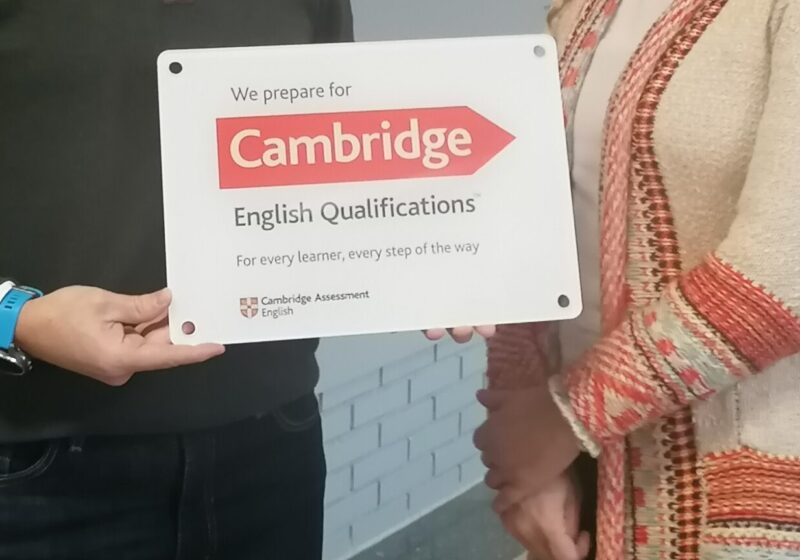 We prepare for
Cambridge
English Qualifications™
For every learner, every step of the way
Cambridge Assessment
English